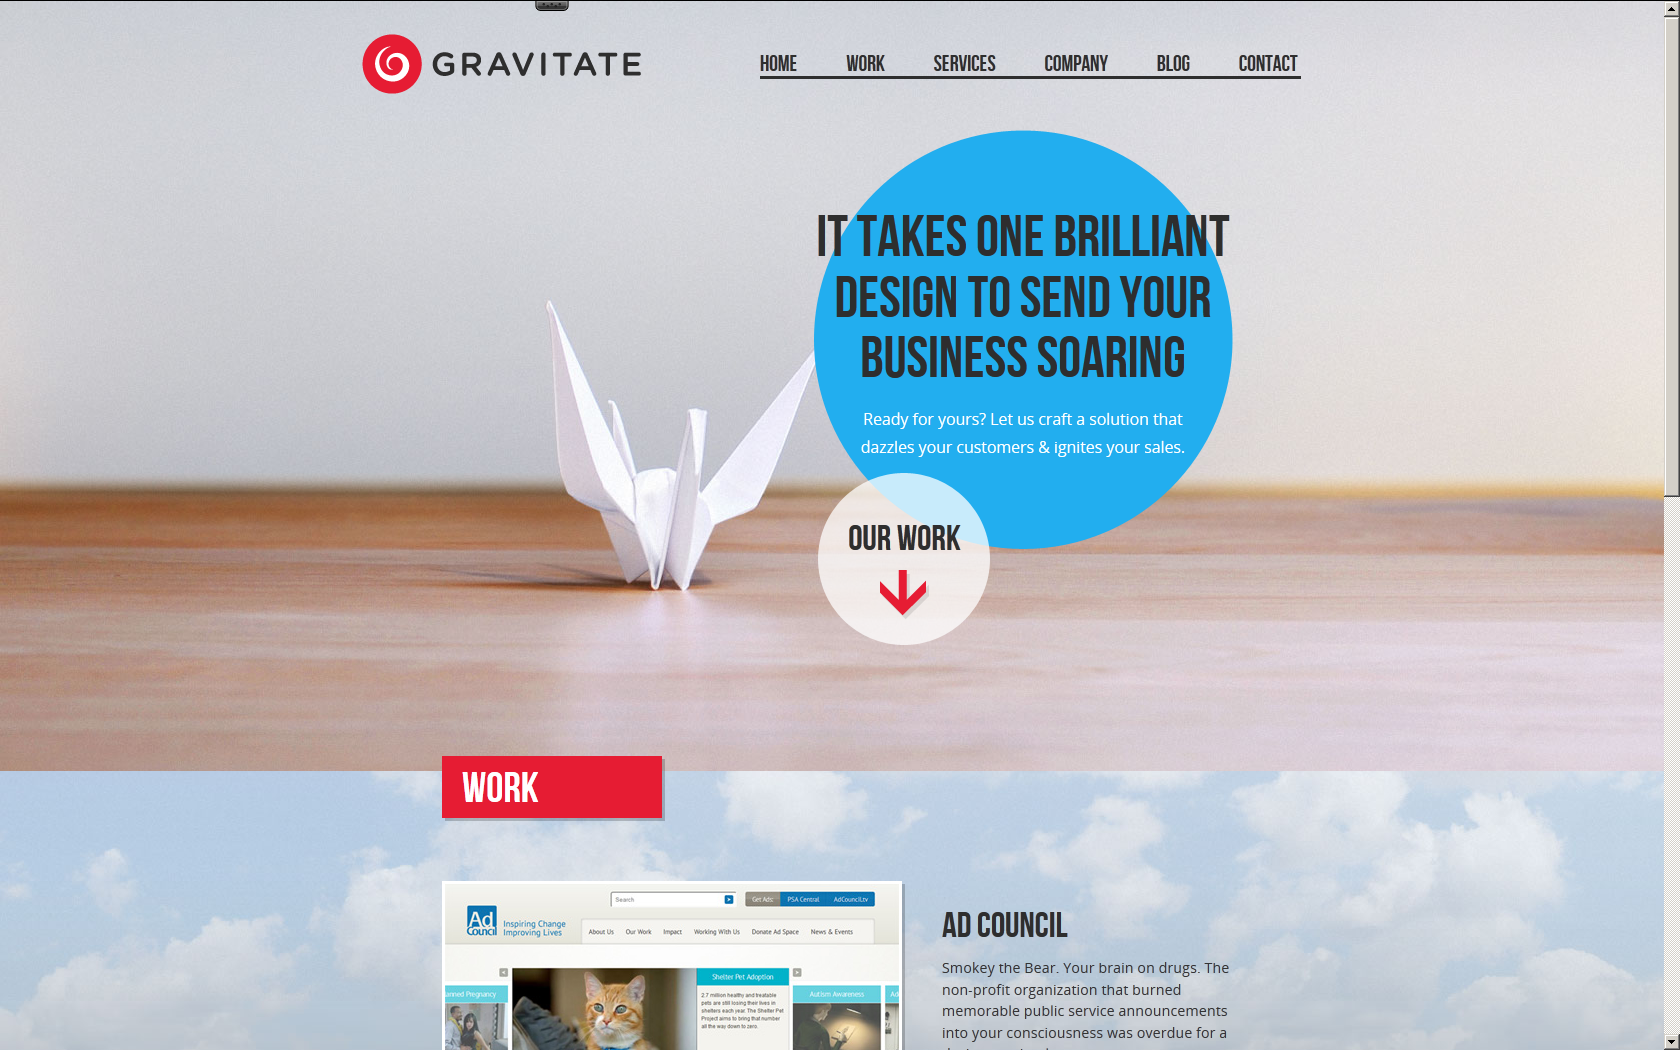 GRAVITATE
HOME WORK SERVICES COMPANY BLOG CONTACT
IT TAKES ONE BRILLIANT
DESIGN TO SEND YOUR
BUSINESS SOARING
Ready for yours? Let us craft a solution that
dazzles your customers & ignites your sales.
OUR WORK
WORK
Search
Get Ads PSA Central AdCouncil.tv
Ad Council
Inspiring Change
Improving Lives
About Us Our Work Impact Working With Us Donate Ad Space News & Events
anned Pregnancy
Shelter Pet Adoption
2.7 million healthy and treatable
pets are still losing their lives in
shelters each year. The Shelter Pet
Project aims to bring that number
all the way down to zero.
Autism Awareness
Ad
AD COUNCIL
Smokey the Bear. Your brain on drugs. The
non-profit organization that burned
memorable public service announcements
into your consciousness was overdue for a